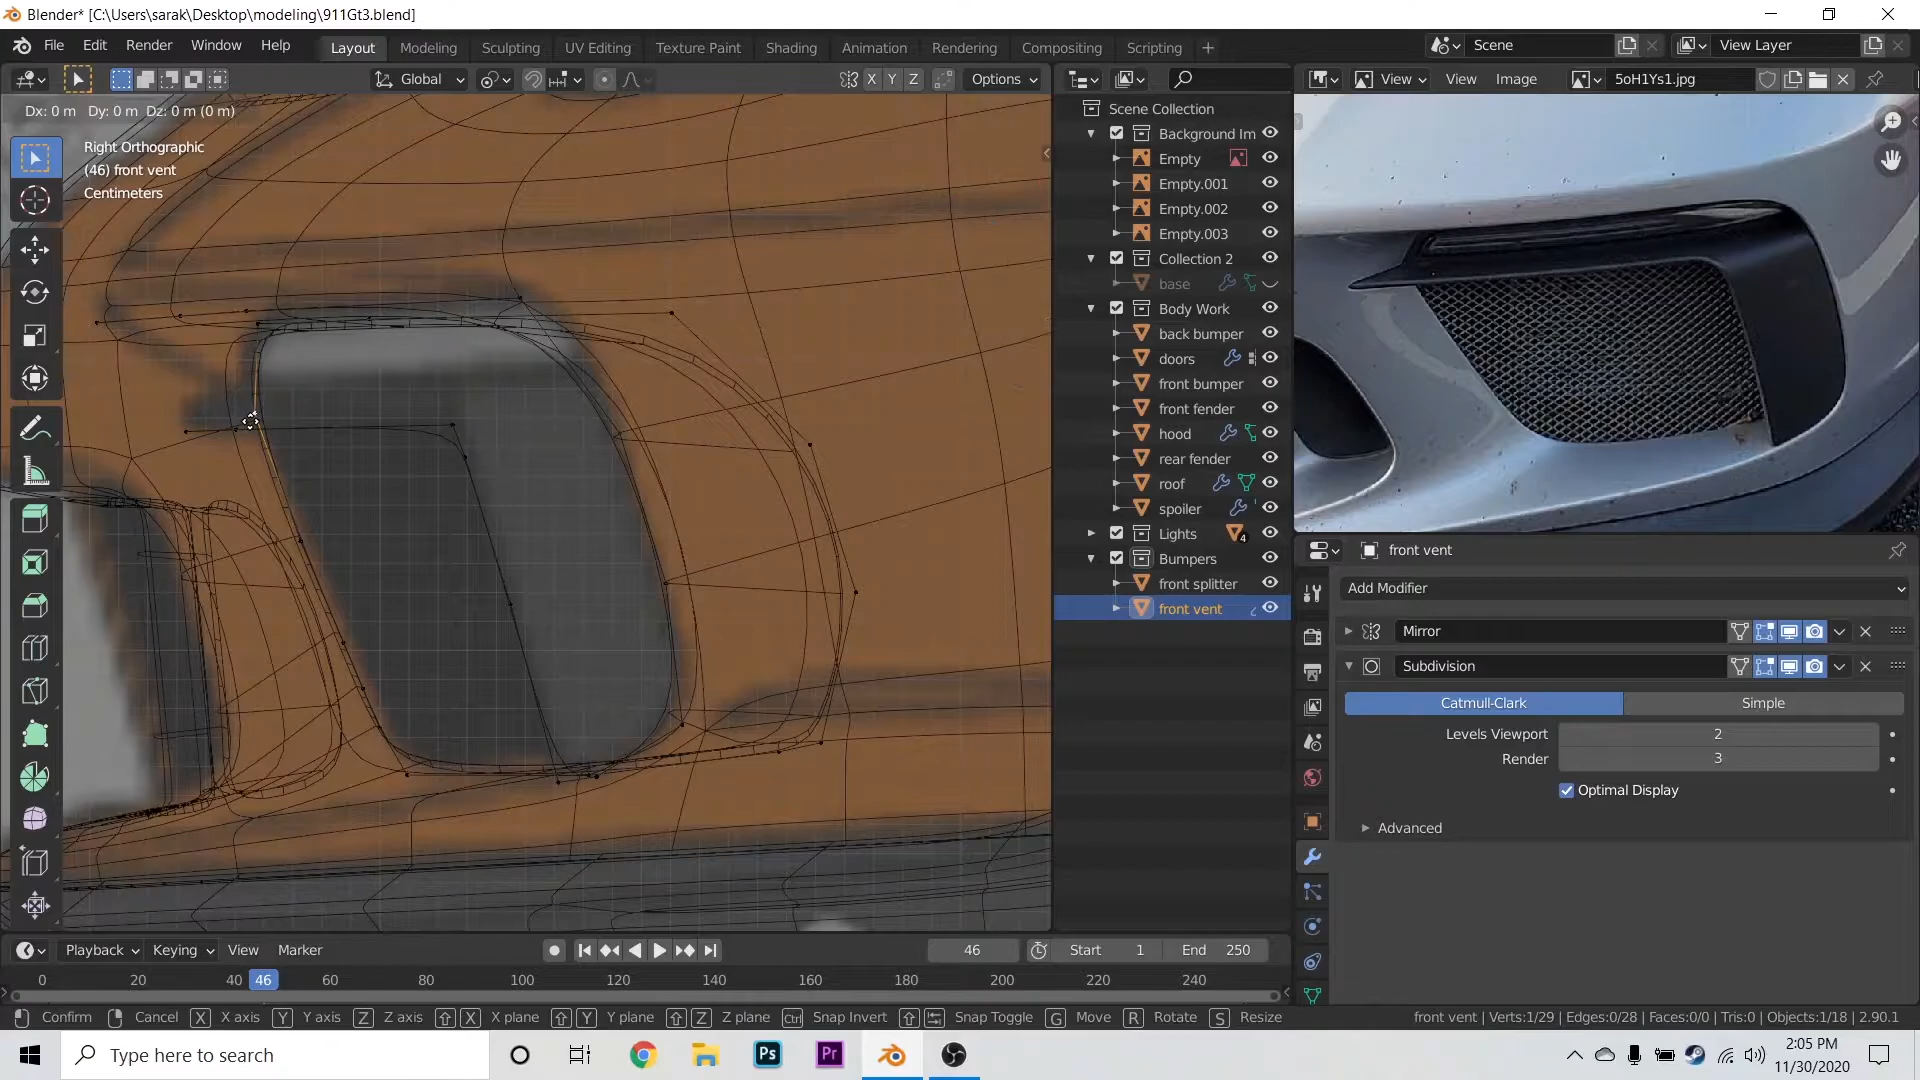 Blender* [C:\Users\sarak\Desktop\modeling\911Gt3.blend]
File Edit Render Window Help
Layout Modeling Sculpting UV Editing Texture Paint Shading Animation Rendering Compositing Scripting +
Scene
View Layer
Global
X Y Z
Options
View
View
Image
5oH1Ys1.jpg
Dx: 0 m Dy: 0 m Dz: 0 m (0 m)
Right Orthographic
(46) front vent
Centimeters
Scene Collection
Background Im
Empty
Empty.001
Empty.002
Empty.003
Collection 2
base
Body Work
back bumper
doors
front bumper
front fender
hood
rear fender
roof
spoiler
Lights
4
Bumpers
front splitter
front vent
front vent
Add Modifier
Mirror
Subdivision
Catmull-Clark
Simple
Levels Viewport 2
Render 3
Optimal Display
Advanced
Playback Keying View Marker
46
Start 1
End 250
0 20 40 46 60 80 100 120 140 160 180 200 220 240
Confirm Cancel X X axis Y Y axis Z Z axis X X plane Y Y plane Z Z plane Ctrl Snap Invert Snap Toggle G Move R Rotate S Resize
front vent | Verts:1/29 | Edges:0/28 | Faces:0/0 | Tris:0 | Objects:1/18 | 2.90.1
Type here to search
Ps
Pr
2:05 PM
11/30/2020